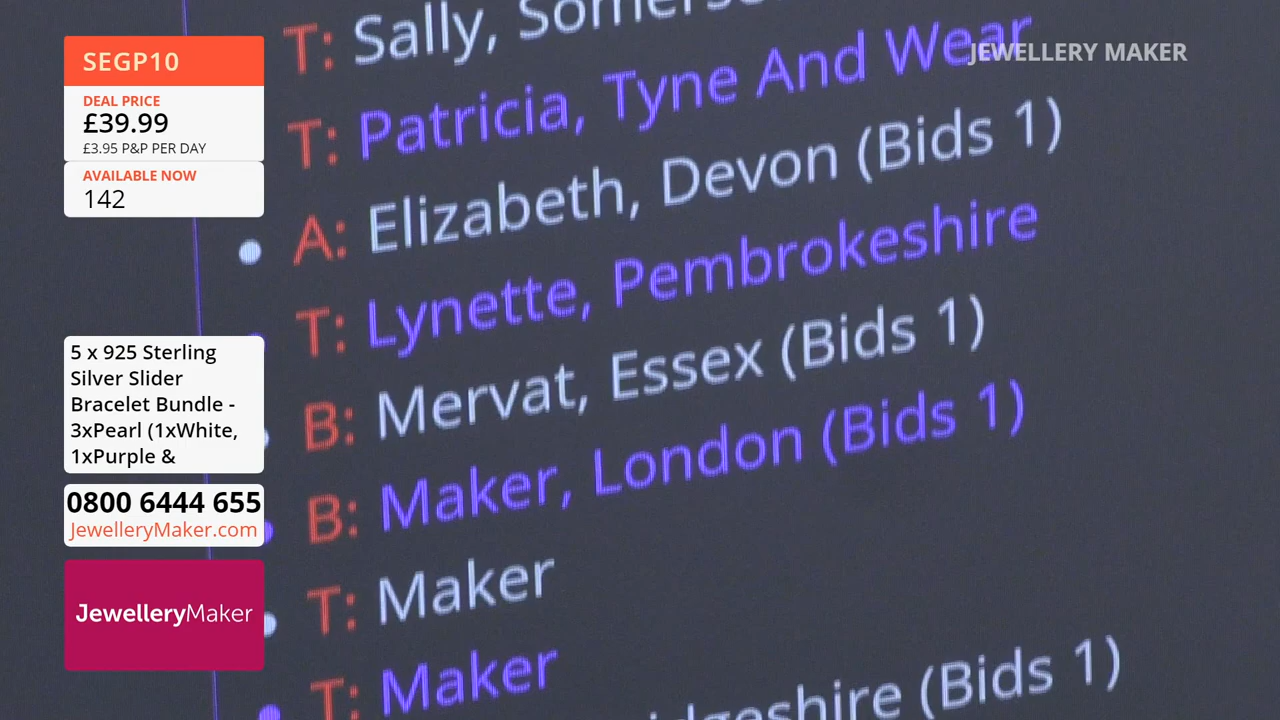 SEGP10
DEAL PRICE
£39.99
£3.95 P&P PER DAY
AVAILABLE NOW
142
5 x 925 Sterling
Silver Slider
Bracelet Bundle -
3xPearl (1xWhite,
1xPurple &
0800 6444 655
JewelleryMaker.com
JewelleryMaker
JEWELLERY MAKER
T: Sally,
T: Patricia, Tyne And Wear
A: Elizabeth, Devon (Bids 1)
T: Lynette, Pembrokeshire
B: Mervat, Essex (Bids 1)
B: Maker, London (Bids 1)
T: Maker
T: Maker
(Bids 1)